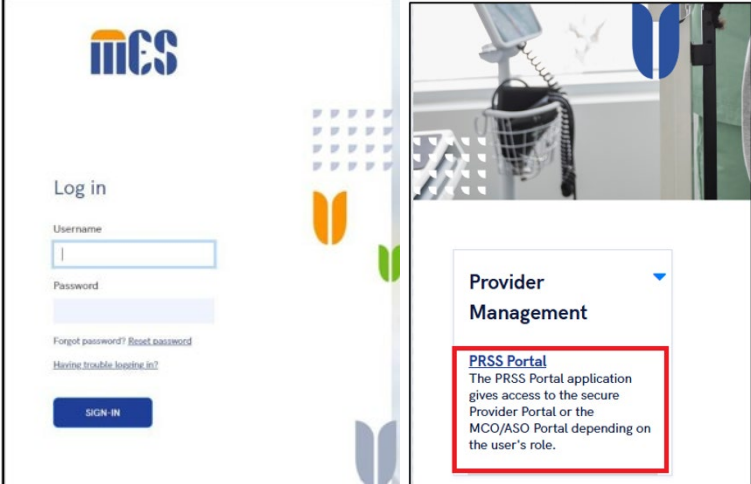 mes
Log in
Username
Password
Forgot password? Reset password
Having trouble logging in?
SIGN-IN
Provider
Management
PRSS Portal
The PRSS Portal application
gives access to the secure
Provider Portal or the
MCO/ASO Portal depending on
the user's role.